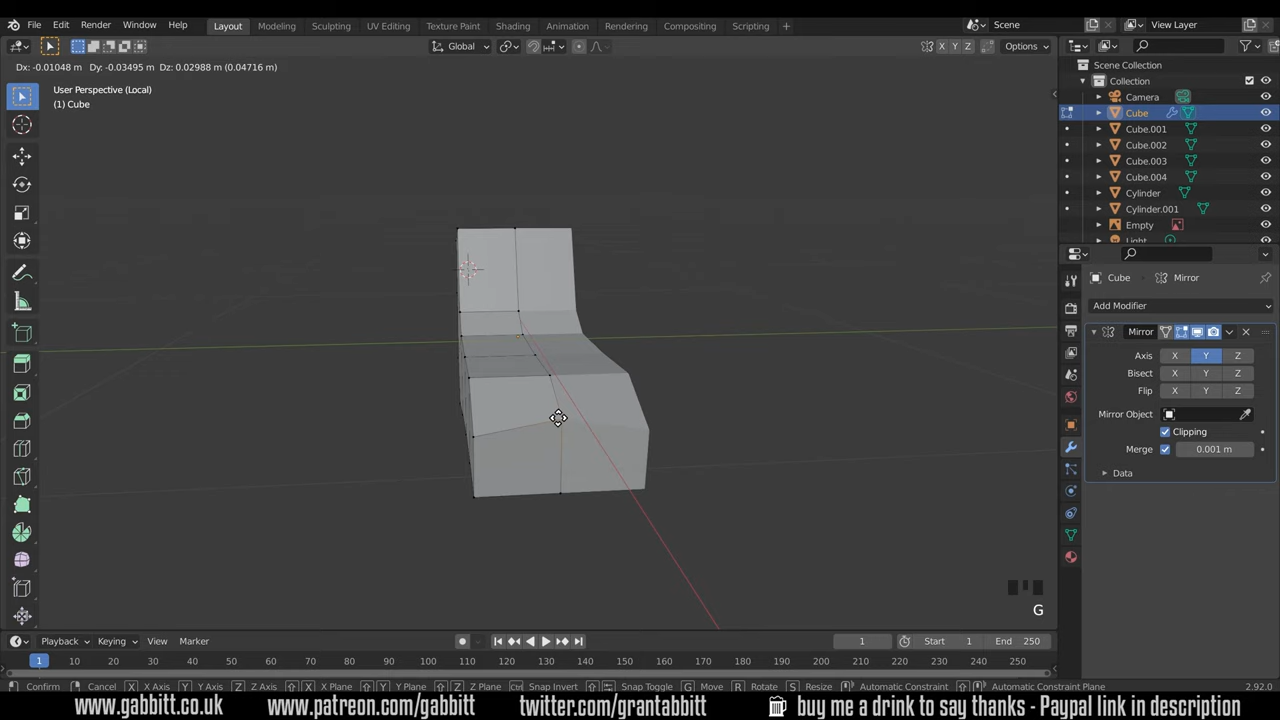 File Edit Render Window Help Layout Modeling Sculpting UV Editing Texture Paint Shading Animation Rendering Compositing Scripting + Scene View Layer
Global X Y Z Options
Dx: -0.01048 m Dy: -0.03495 m Dz: 0.02988 m (0.04716 m)
User Perspective (Local)
(1) Cube
Scene Collection
Collection
Camera
Cube
Cube.001
Cube.002
Cube.003
Cube.004
Cylinder
Cylinder.001
Empty
Light
Cube Mirror
Add Modifier
Mirror
Axis X Y Z
Bisect X Y Z
Flip X Y Z
Mirror Object
Clipping
Merge 0.001 m
Data
G
Playback Keying View Marker 1 Start 1 End 250
1 10 20 30 40 50 60 70 80 90 100 110 120 130 140 150 160 170 180 190 200 210 220 230 240 250
Confirm Cancel X X Axis Y Y Axis Z Z Axis X X Plane Y Y Plane Z Z Plane Snap Invert Snap Toggle G Move R Rotate S Resize Automatic Constraint Automatic Constraint Plane 2.92.0
www.gabbitt.co.uk www.patreon.com/gabbitt twitter.com/grantabbitt buy me a drink to say thanks - Paypal link in description